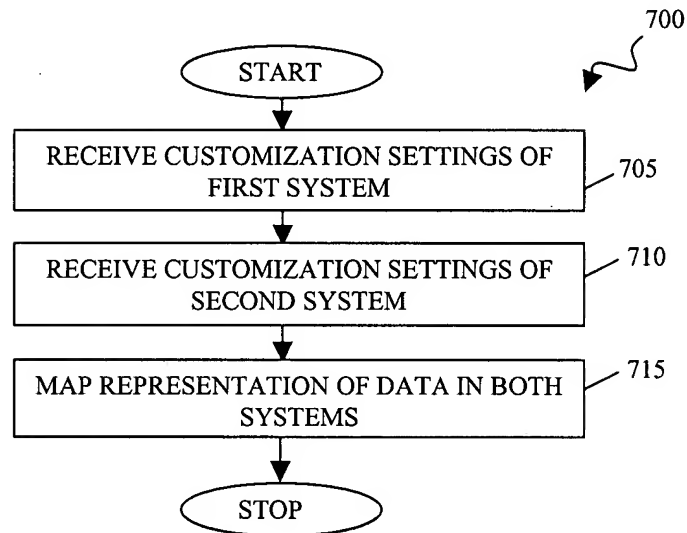 700
START
RECEIVE CUSTOMIZATION SETTINGS OF
FIRST SYSTEM
705
RECEIVE CUSTOMIZATION SETTINGS OF
SECOND SYSTEM
710
MAP REPRESENTATION OF DATA IN BOTH
SYSTEMS
715
STOP